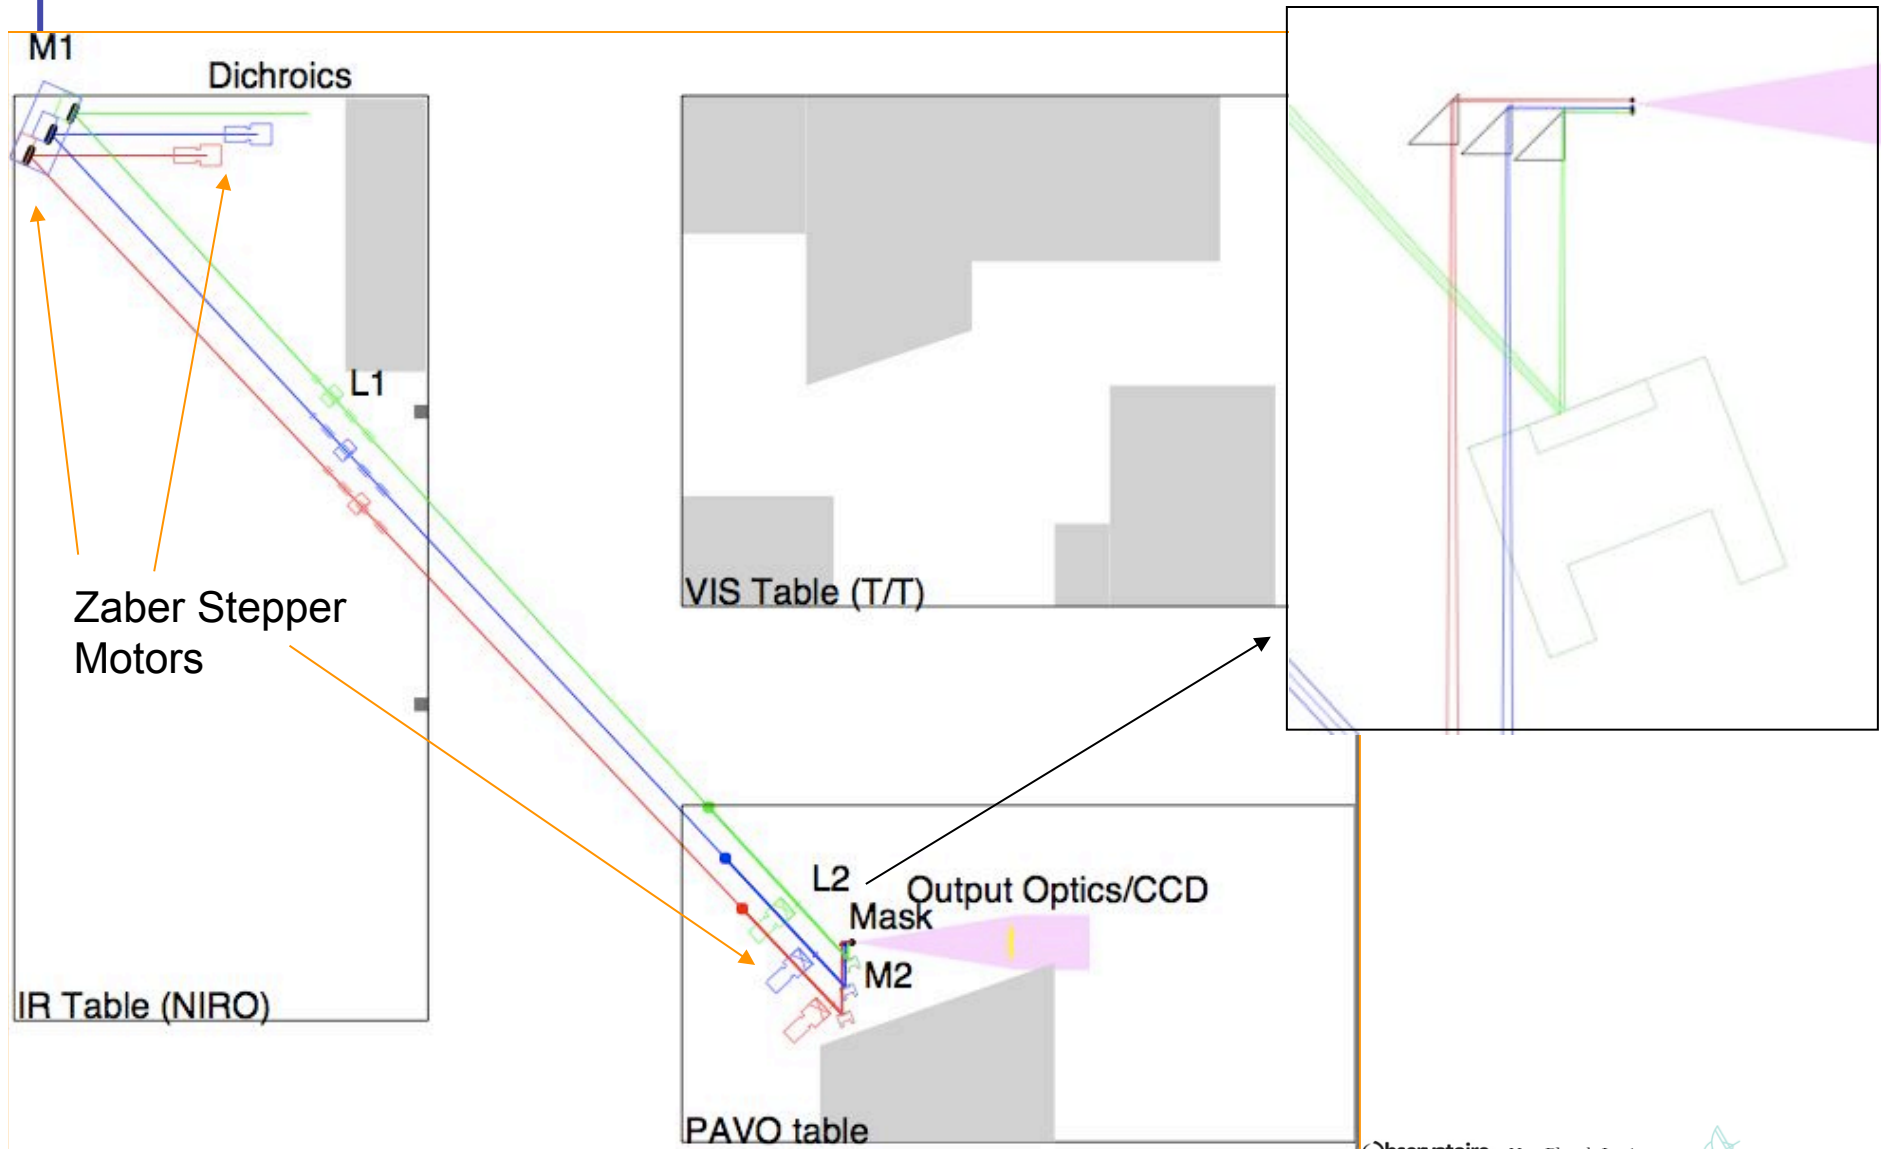 M1
Dichroics
L1
Zaber Stepper
Motors
VIS Table (T/T)
L2
Output Optics/CCD
Mask
M2
IR Table (NIRO)
PAVO table